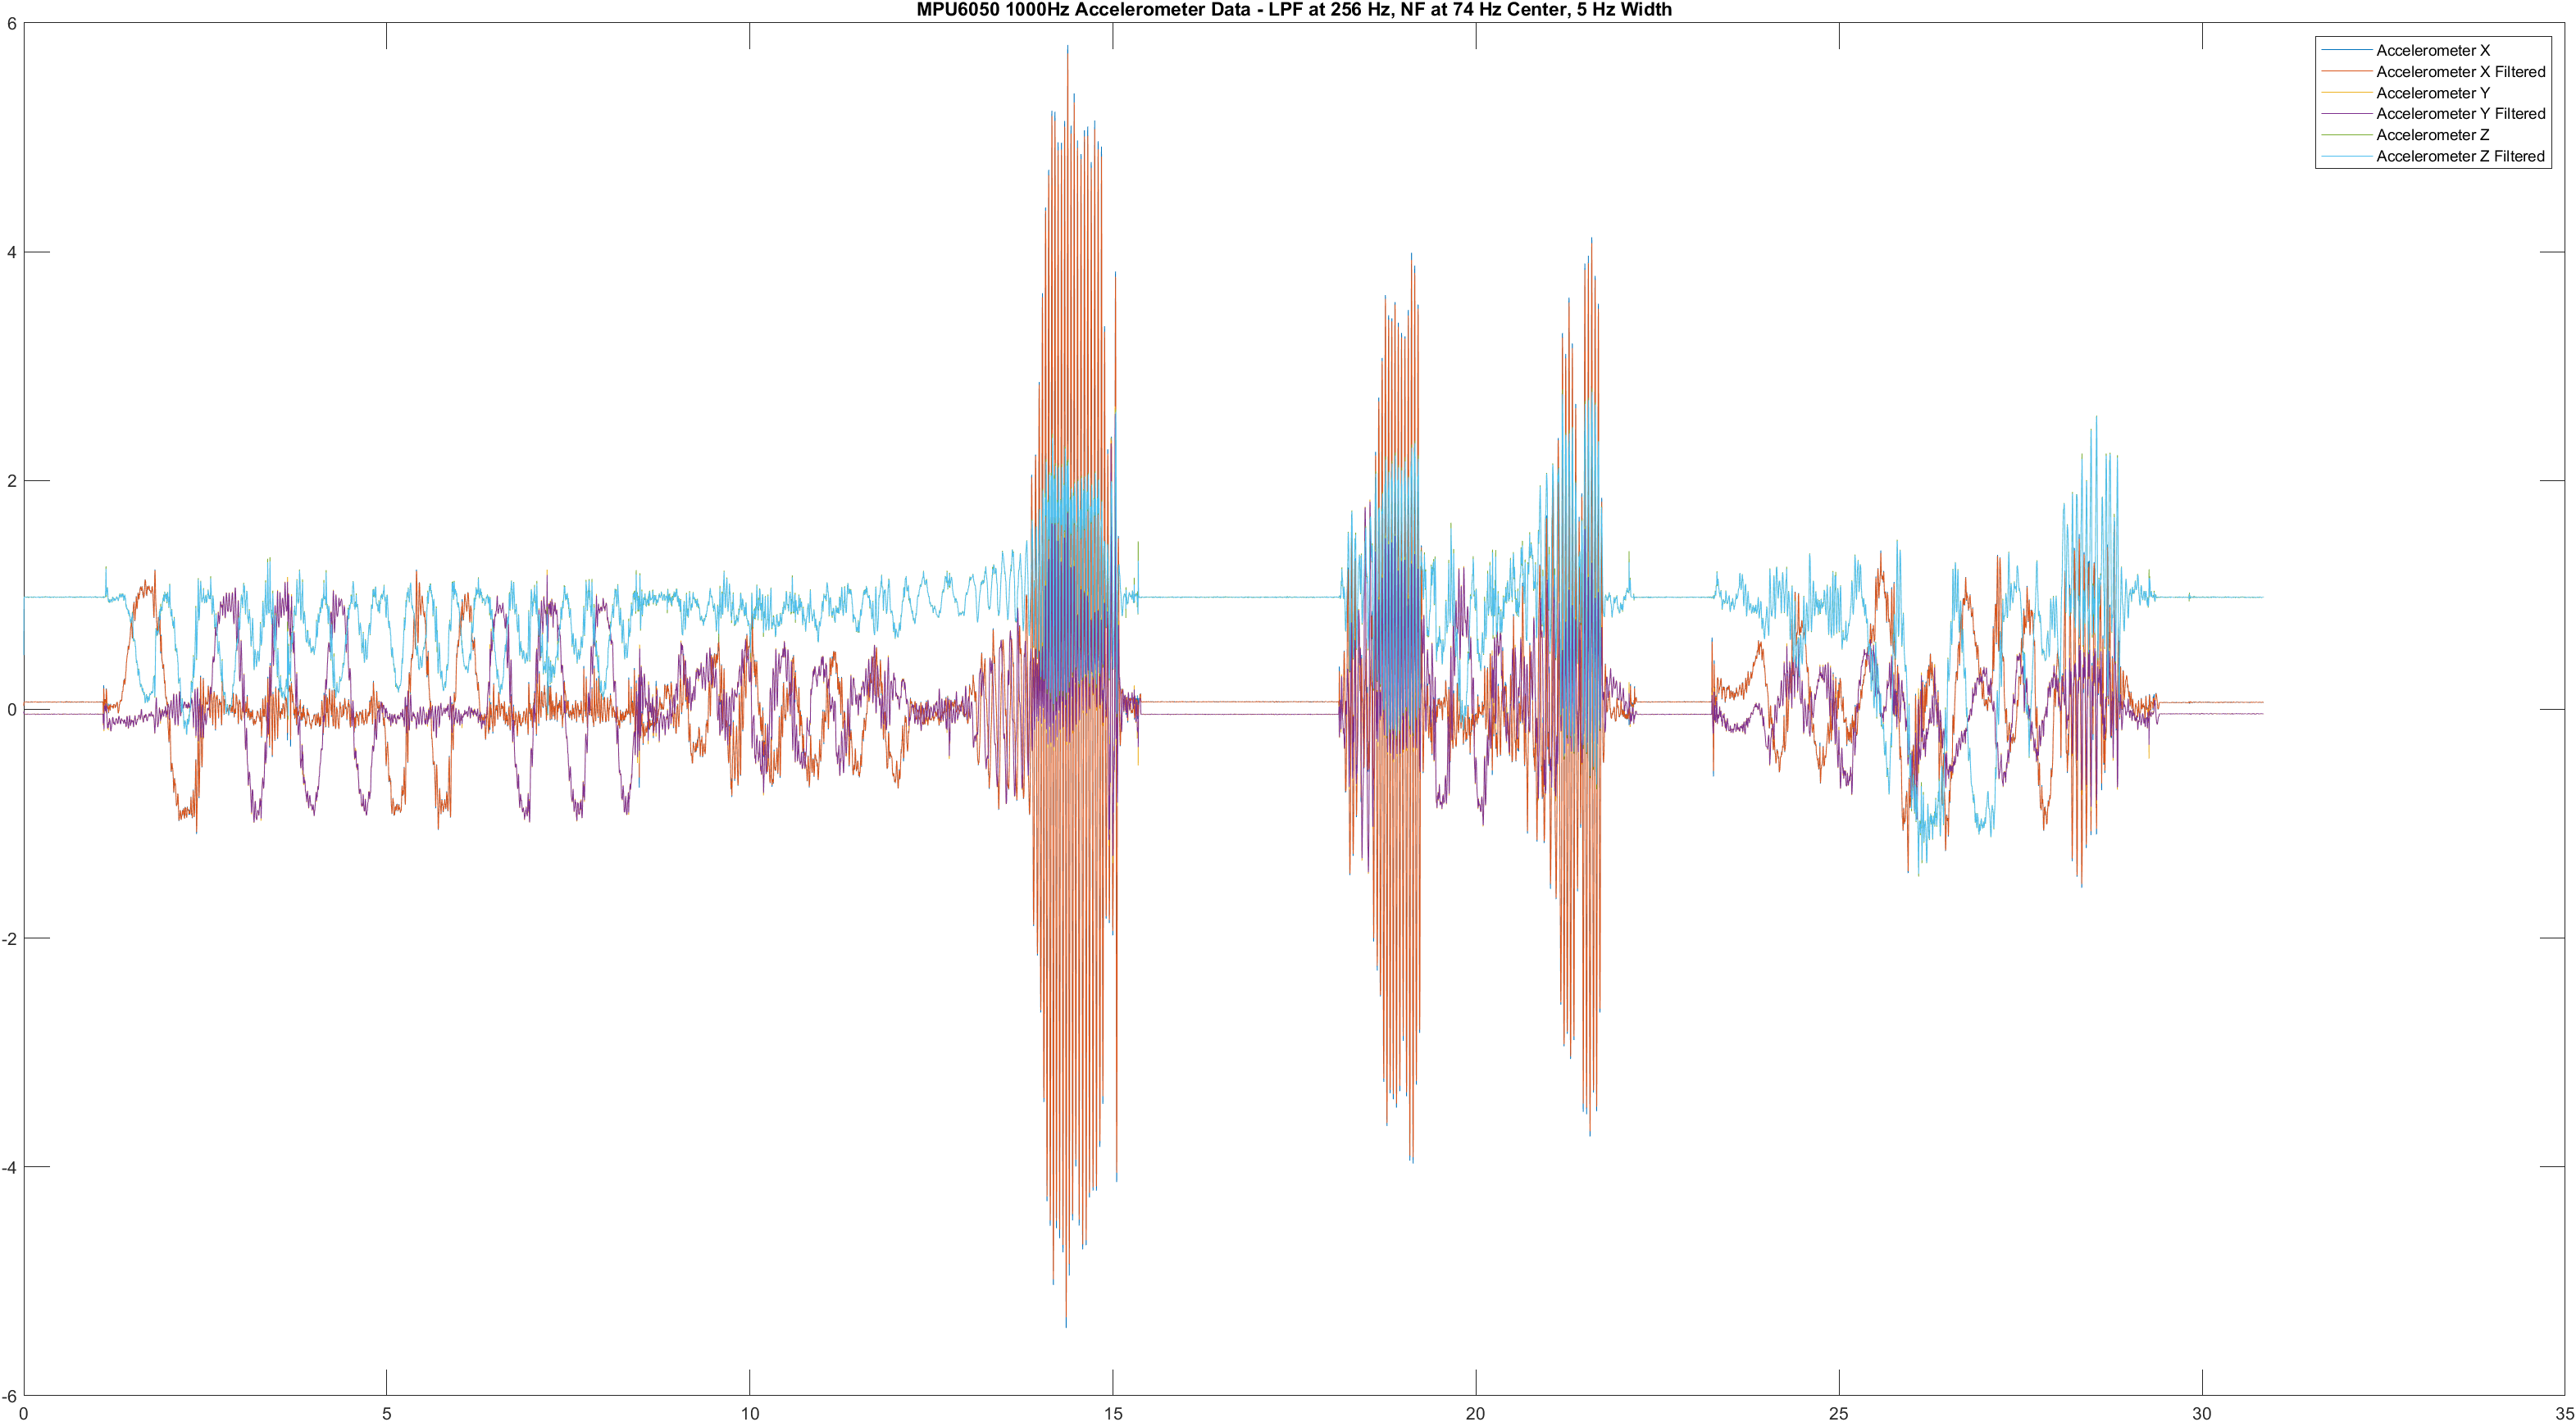 MPU6050 1000Hz Accelerometer Data - LPF at 256 Hz, NF at 74 Hz Center, 5 Hz Width
Accelerometer X
Accelerometer X Filtered
Accelerometer Y
Accelerometer Y Filtered
Accelerometer Z
Accelerometer Z Filtered
6
4
2
0
-2
-4
-6
0 5 10 15 20 25 30 35